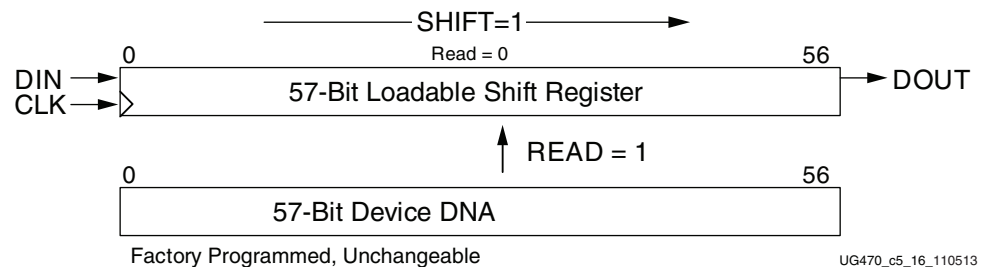 SHIFT=1
0 Read = 0 56
DIN
CLK
57-Bit Loadable Shift Register
DOUT
READ = 1
0 56
57-Bit Device DNA
Factory Programmed, Unchangeable
UG470_c5_16_110513